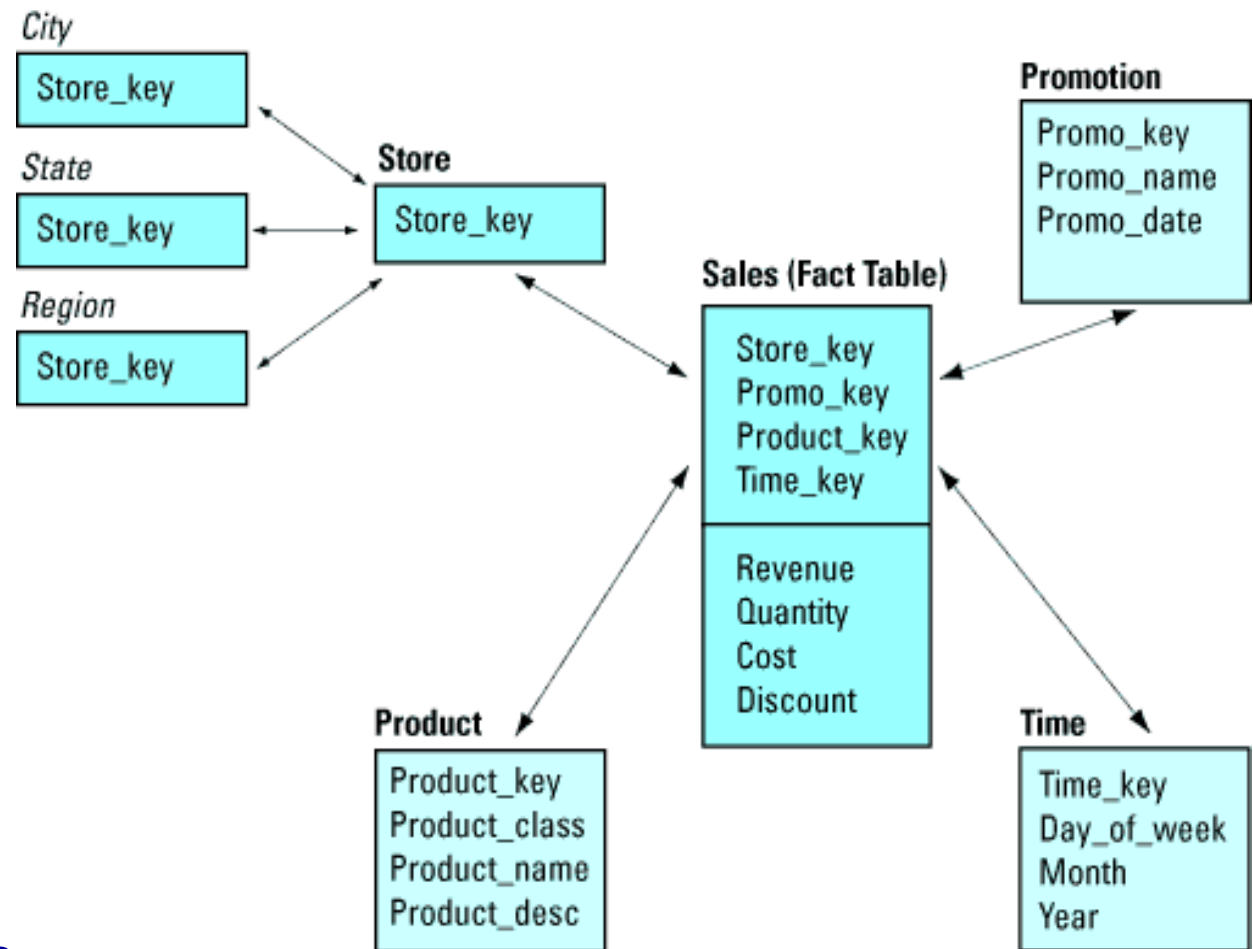 City
Store_key
State
Store_key
Region
Store_key
Store
Store_key
Promotion
Promo_key
Promo_name
Promo_date
Sales (Fact Table)
Store_key
Promo_key
Product_key
Time_key
Revenue
Quantity
Cost
Discount
Product
Product_key
Product_class
Product_name
Product_desc
Time
Time_key
Day_of_week
Month
Year